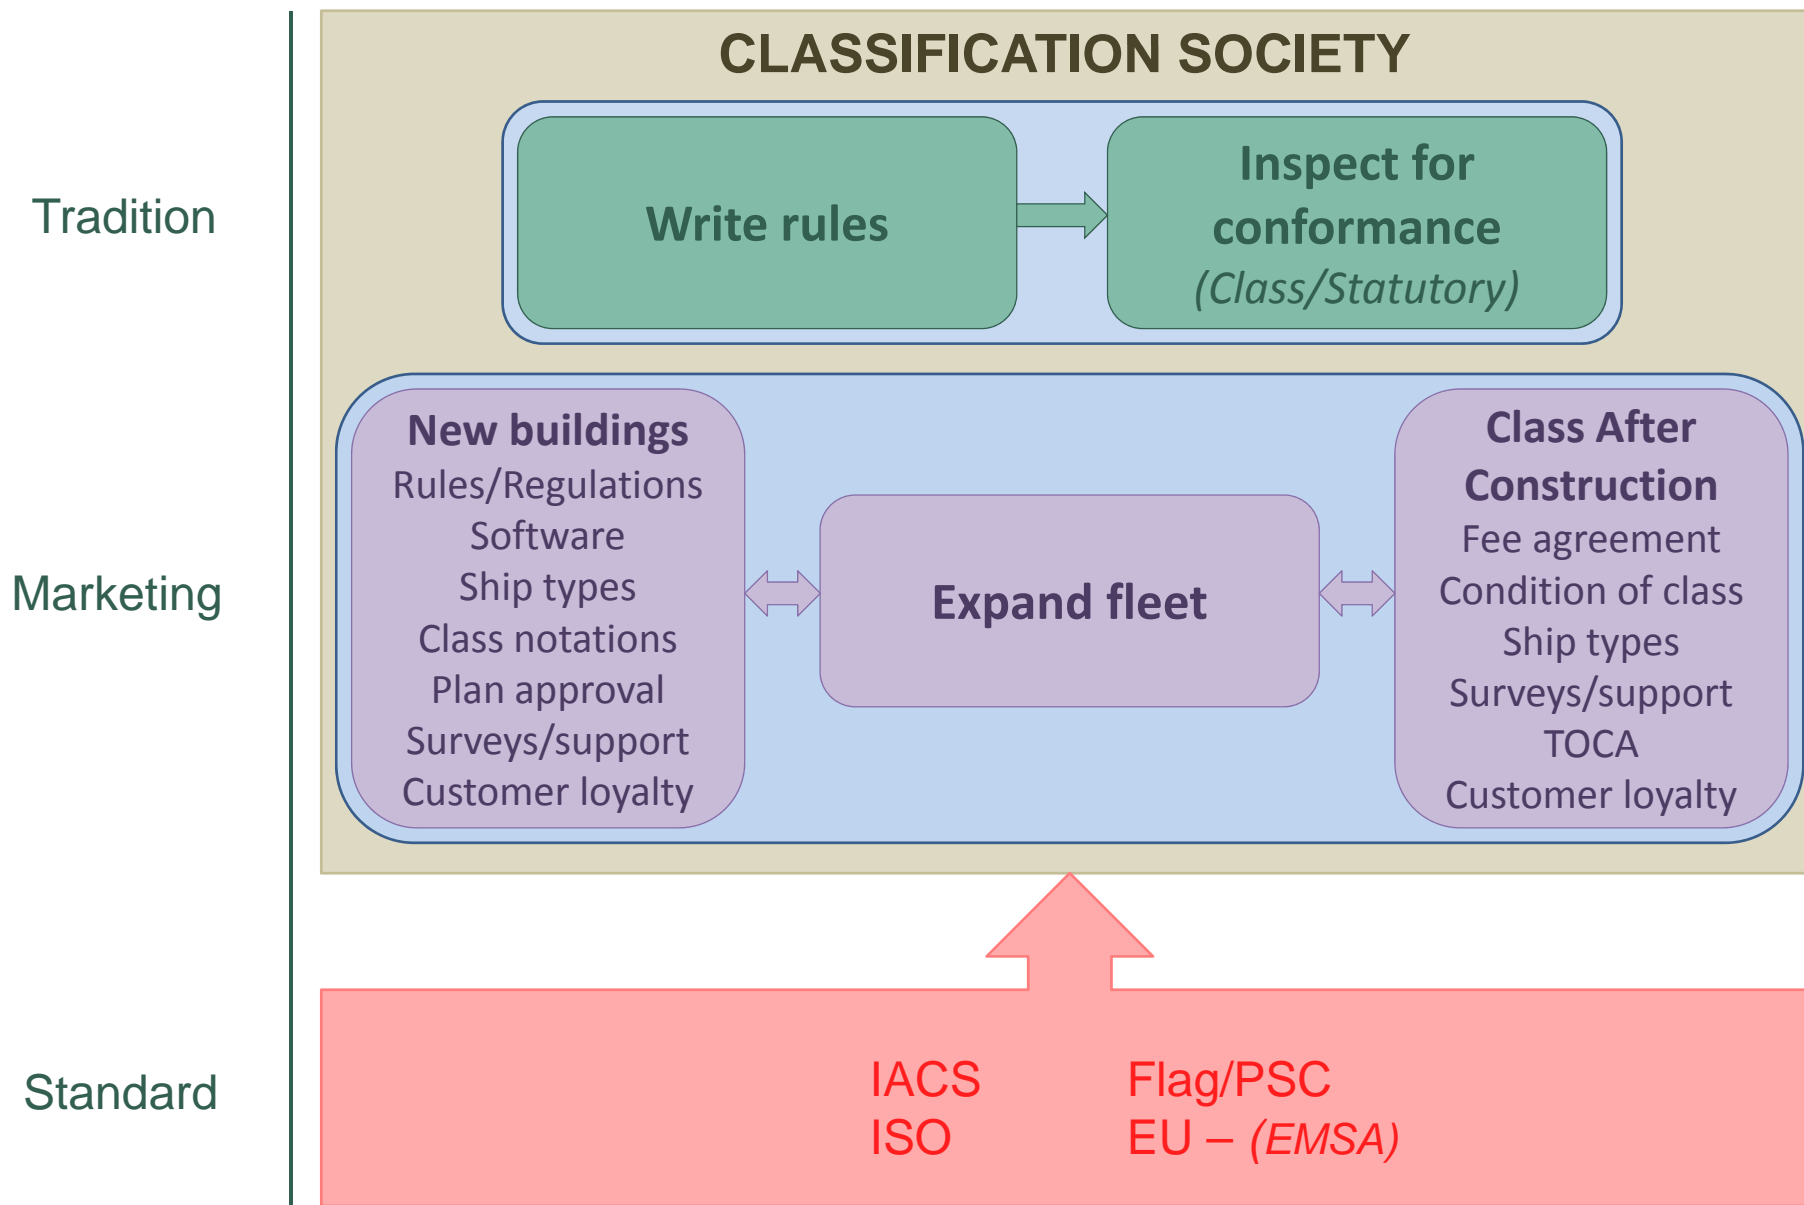 CLASSIFICATION SOCIETY
Tradition
Write rules
Inspect for
conformance
(Class/Statutory)
Marketing
New buildings
Rules/Regulations
Software
Ship types
Class notations
Plan approval
Surveys/support
Customer loyalty
Expand fleet
Class After
Construction
Fee agreement
Condition of class
Ship types
Surveys/support
TOCA
Customer loyalty
Standard
IACS
ISO
Flag/PSC
EU – (EMSA)